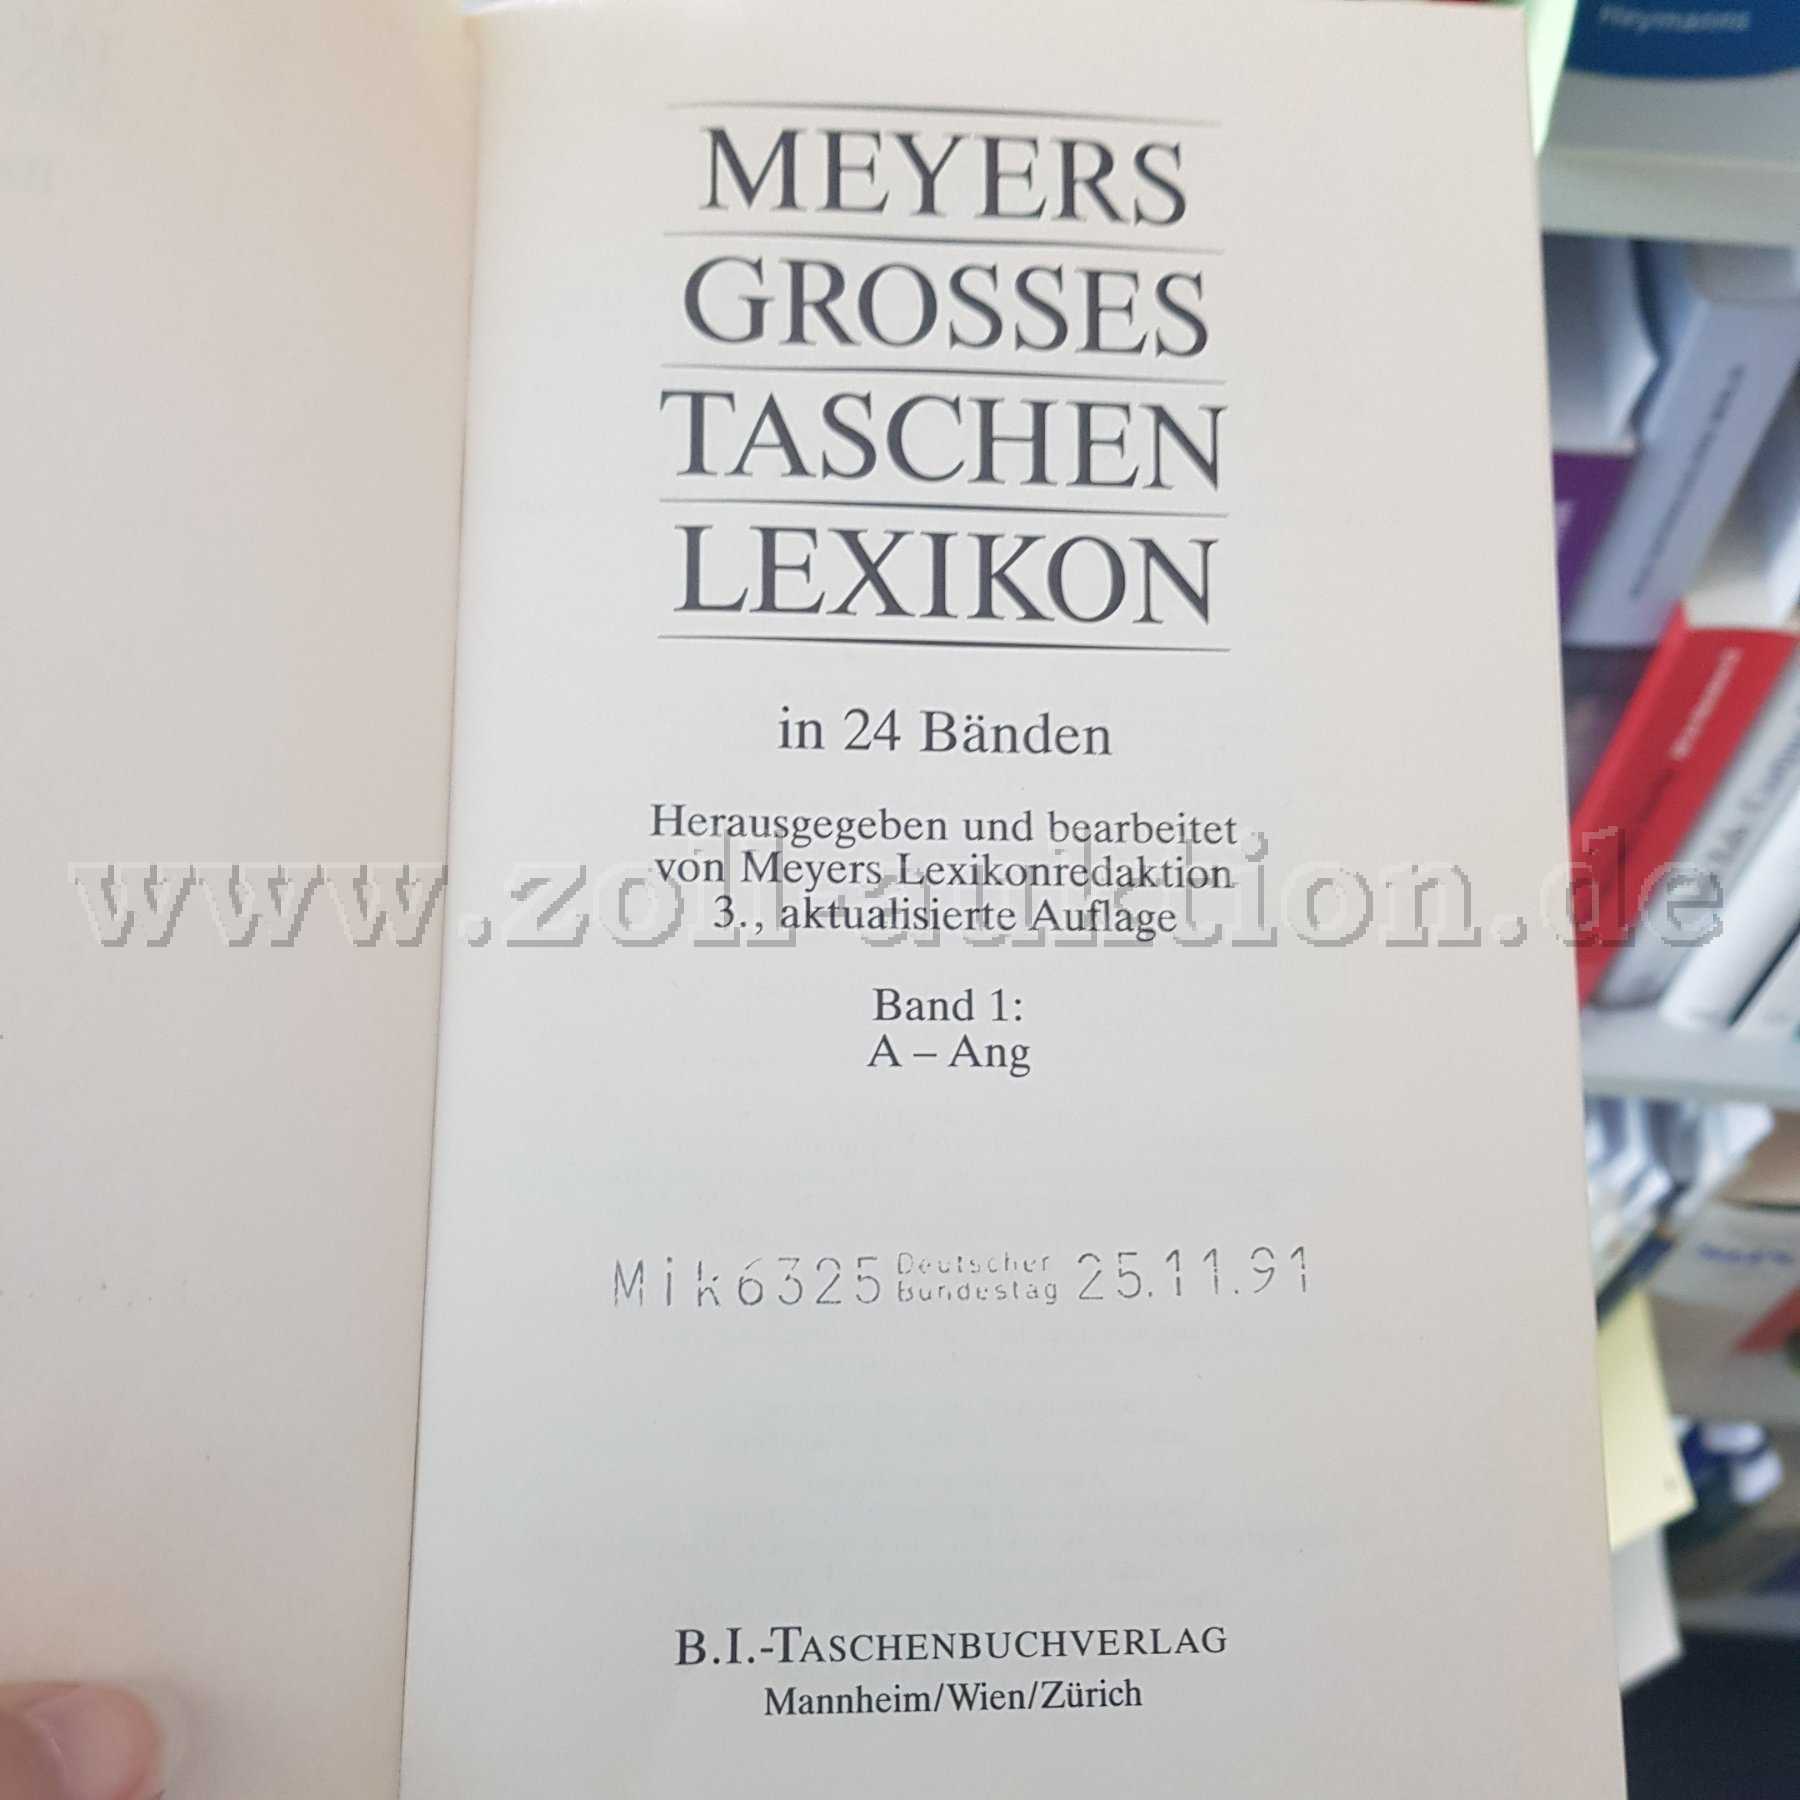 MEYERS
GROSSES
TASCHEN
LEXIKON
in 24 Bänden
Herausgegeben und bearbeitet
von Meyers Lexikonredaktion
3., aktualisierte Auflage
www.zoll-auktion.de
Band 1:
A – Ang
Mik6325 Deutscher Bundestag 25.11.91
B.I.-TASCHENBUCHVERLAG
Mannheim/Wien/Zürich
Heymanns